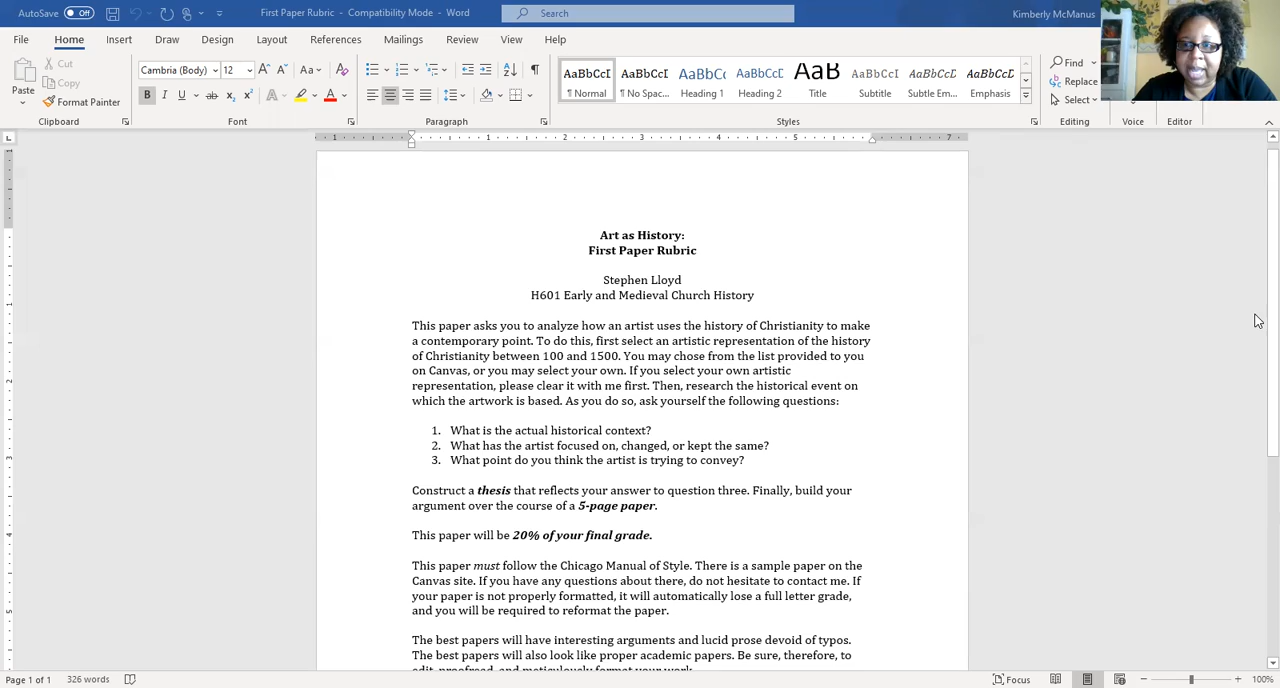 AutoSave Off First Paper Rubric - Compatibility Mode - Word Search Kimberly McManus
File Home Insert Draw Design Layout References Mailings Review View Help
Paste Cut Copy Format Painter
Cambria (Body) 12
AaBbCcI AaBbCcI AaBbCc AaBbCcC AaB AaBbCcC AaBbCcC AaBbCcC
¶ Normal ¶ No Spac... Heading 1 Heading 2 Title Subtitle Subtle Em... Emphasis
Find
Replace
Select
Clipboard Font Paragraph Styles Editing Voice Editor
1 1 2 3 4 5 7
Art as History:
First Paper Rubric
Stephen Lloyd
H601 Early and Medieval Church History
This paper asks you to analyze how an artist uses the history of Christianity to make
a contemporary point. To do this, first select an artistic representation of the history
of Christianity between 100 and 1500. You may chose from the list provided to you
on Canvas, or you may select your own. If you select your own artistic
representation, please clear it with me first. Then, research the historical event on
which the artwork is based. As you do so, ask yourself the following questions:
1. What is the actual historical context?
2. What has the artist focused on, changed, or kept the same?
3. What point do you think the artist is trying to convey?
Construct a thesis that reflects your answer to question three. Finally, build your
argument over the course of a 5-page paper.
This paper will be 20% of your final grade.
This paper must follow the Chicago Manual of Style. There is a sample paper on the
Canvas site. If you have any questions about there, do not hesitate to contact me. If
your paper is not properly formatted, it will automatically lose a full letter grade,
and you will be required to reformat the paper.
The best papers will have interesting arguments and lucid prose devoid of typos.
The best papers will also look like proper academic papers. Be sure, therefore, to
edit, proofread, and meticulously format your work.
Page 1 of 1 326 words Focus 100%